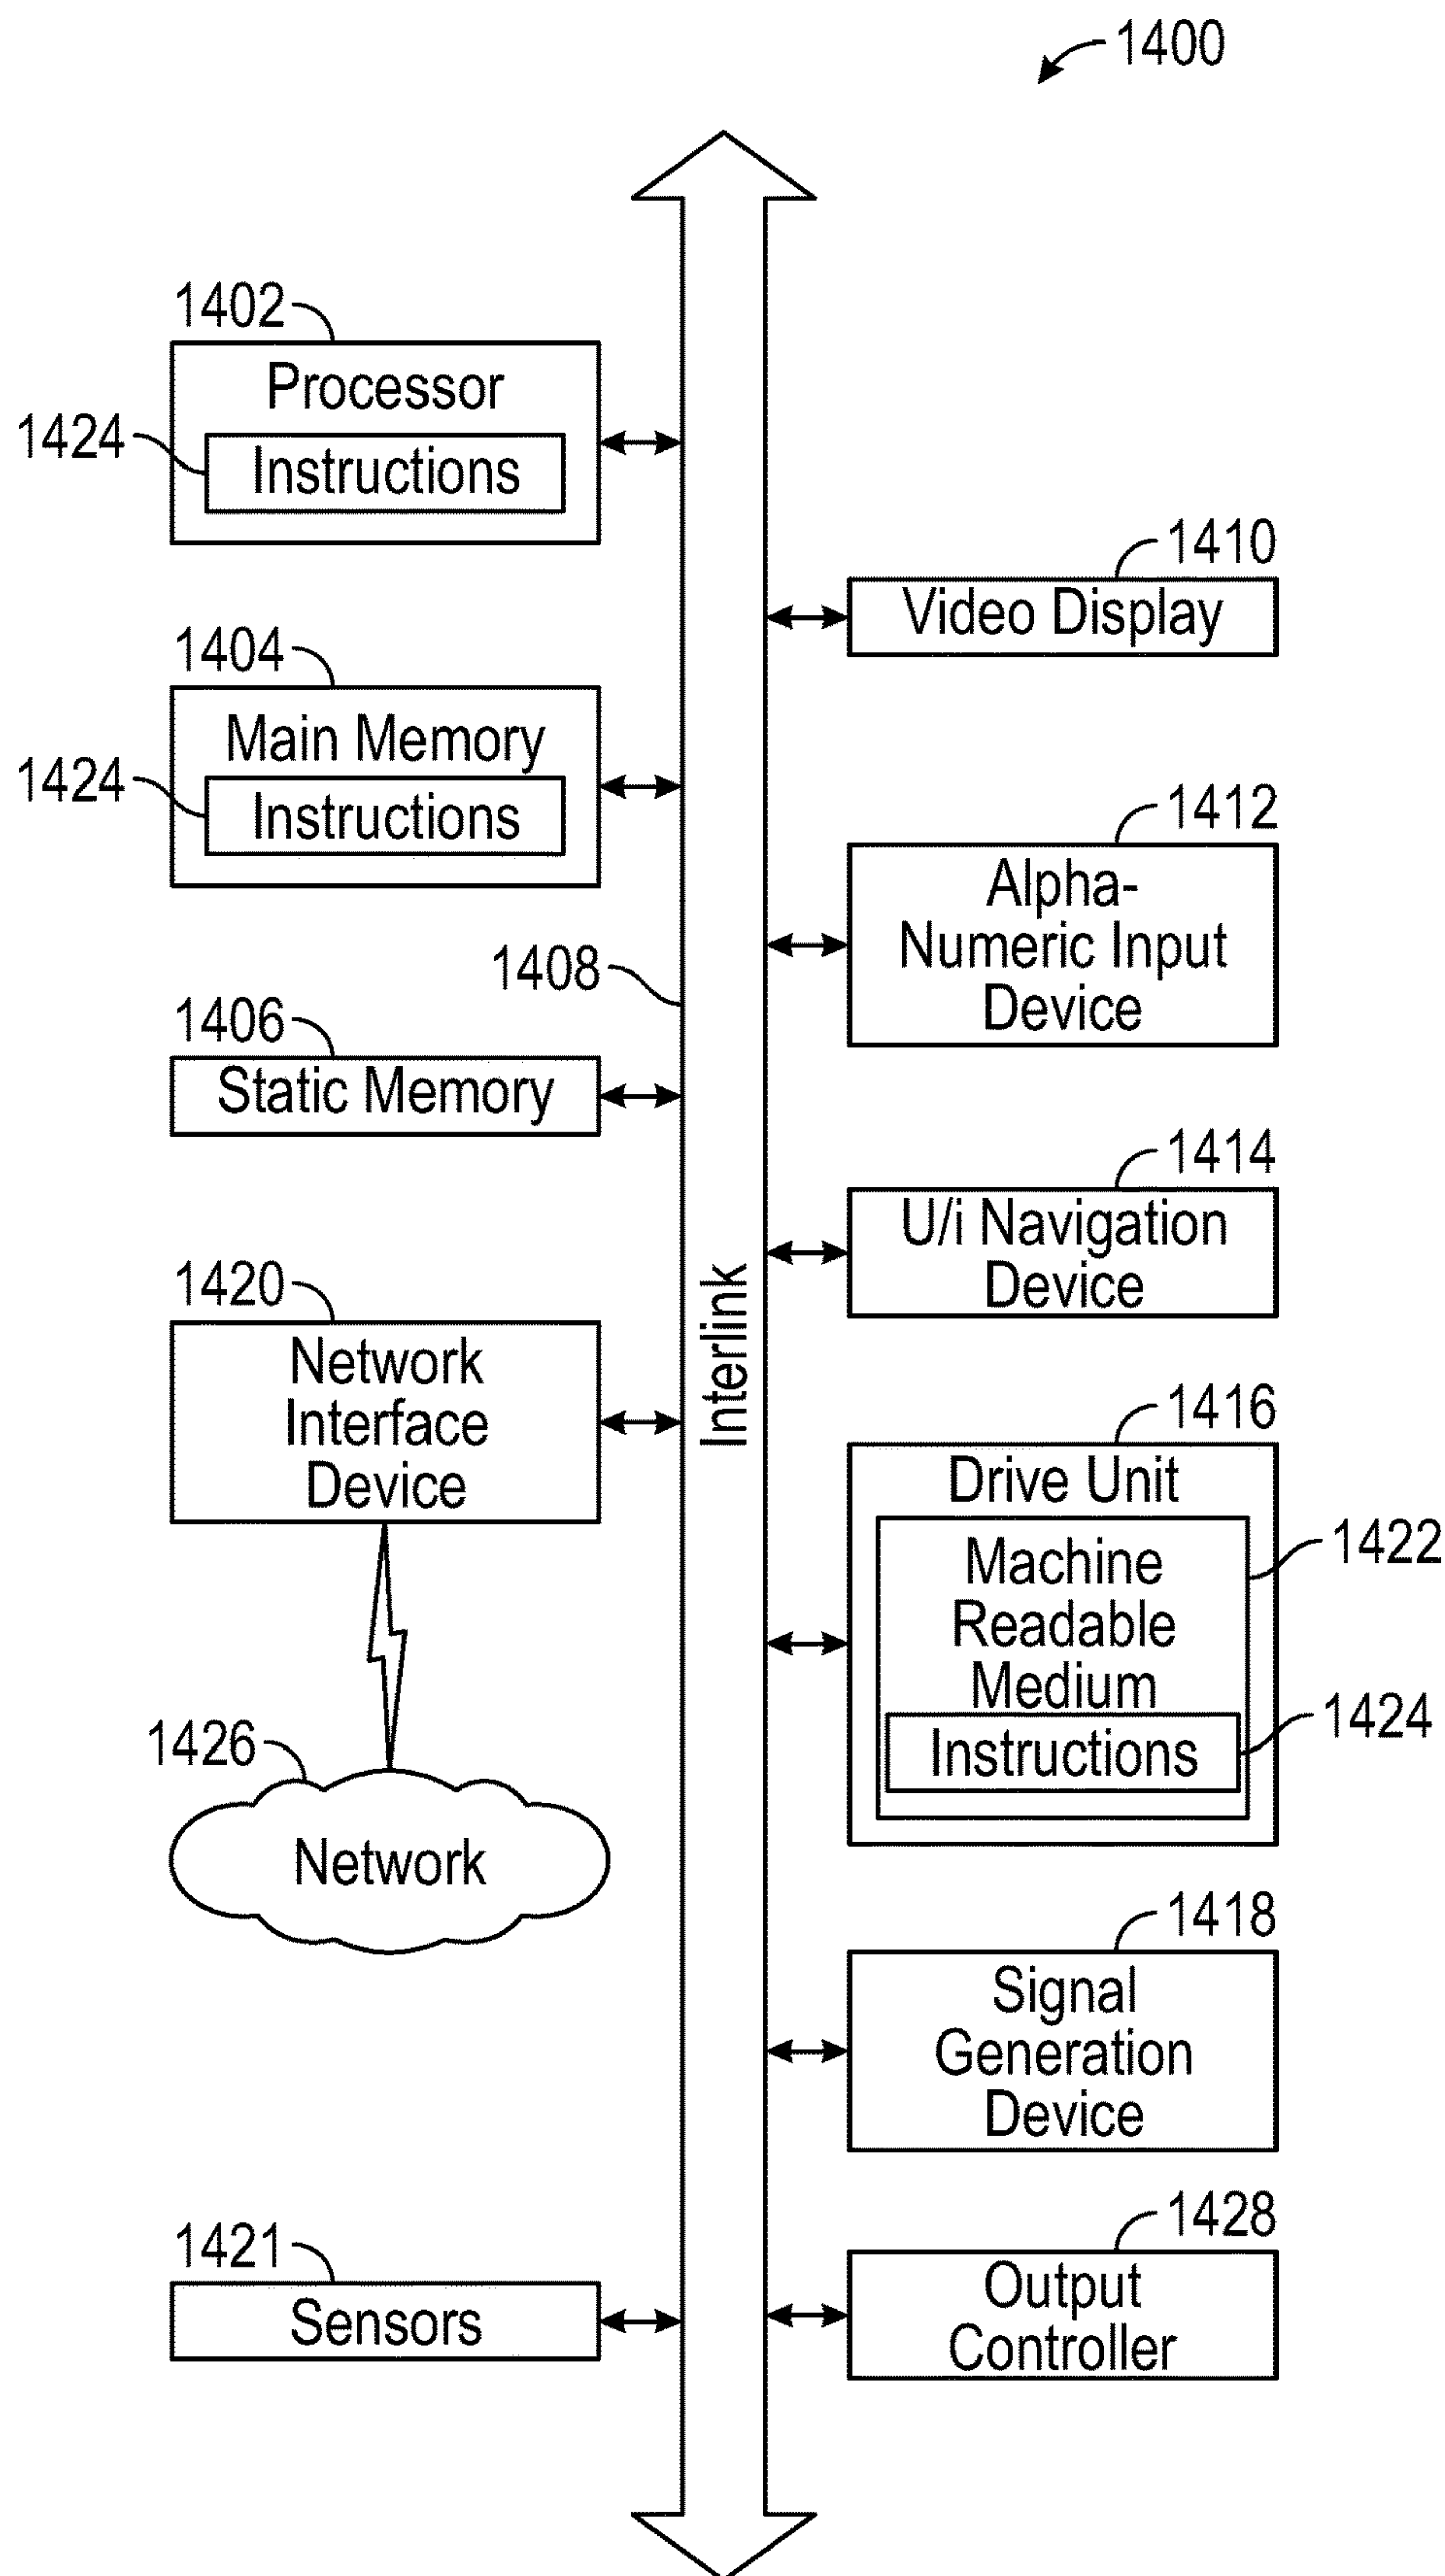 1400
1402
Processor
1424
Instructions
1404
Main Memory
1424
Instructions
1408
1406
Static Memory
1420
Network
Interface
Device
1426
Network
1421
Sensors
Interlink
1410
Video Display
1412
Alpha-
Numeric Input
Device
1414
U/i Navigation
Device
1416
Drive Unit
1422
Machine
Readable
Medium
1424
Instructions
1418
Signal
Generation
Device
1428
Output
Controller